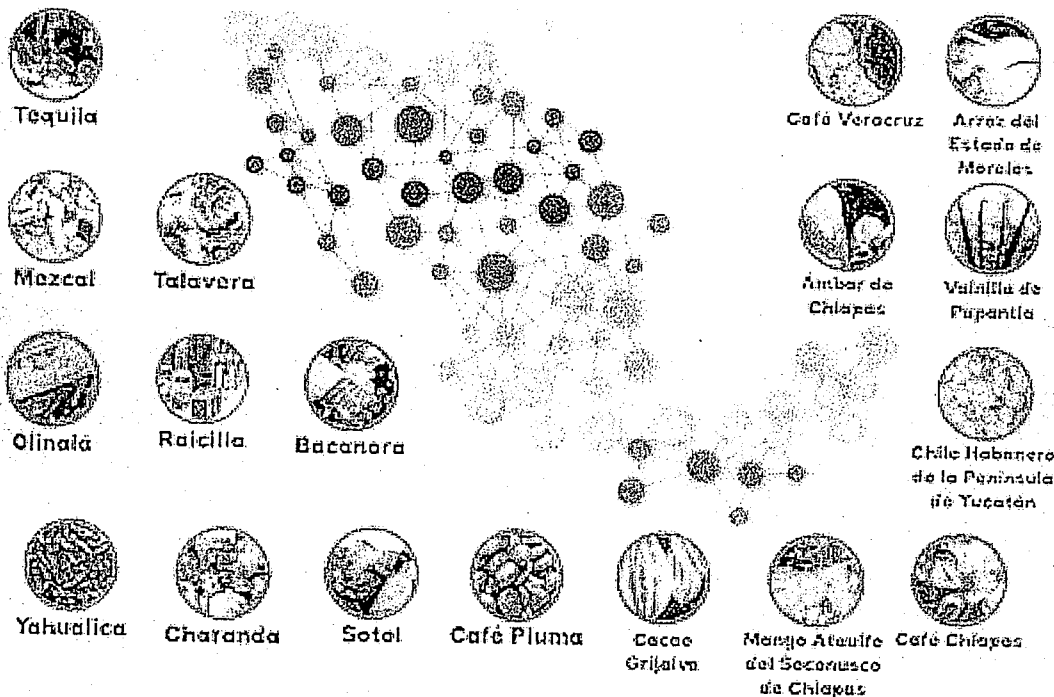 Tequila
Café Veracruz
Arroz del
Estado de
Morelos
Mezcal
Talavera
Ámbar de
Chiapas
Vainilla de
Papantla
Olinalá
Raicilla
Bacanora
Chile Habanero
de la Península
de Yucatán
Yahualica
Charanda
Sotol
Café Pluma
Cacao
Grijalva
Mango Ataulfo
del Soconusco
de Chiapas
Café Chiapas